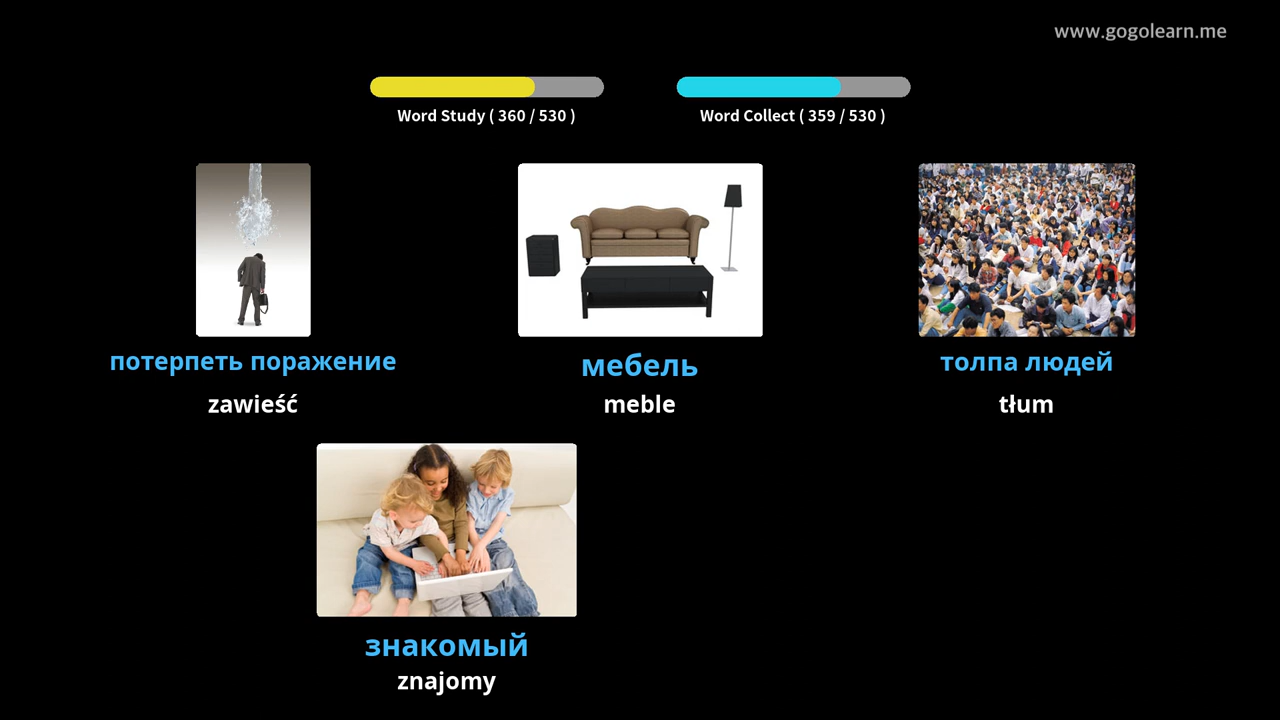 www.gogolearn.me
Word Study ( 360 / 530 )
Word Collect ( 359 / 530 )
потерпеть поражение
zawieść
мебель
meble
толпа людей
tłum
знакомый
znajomy